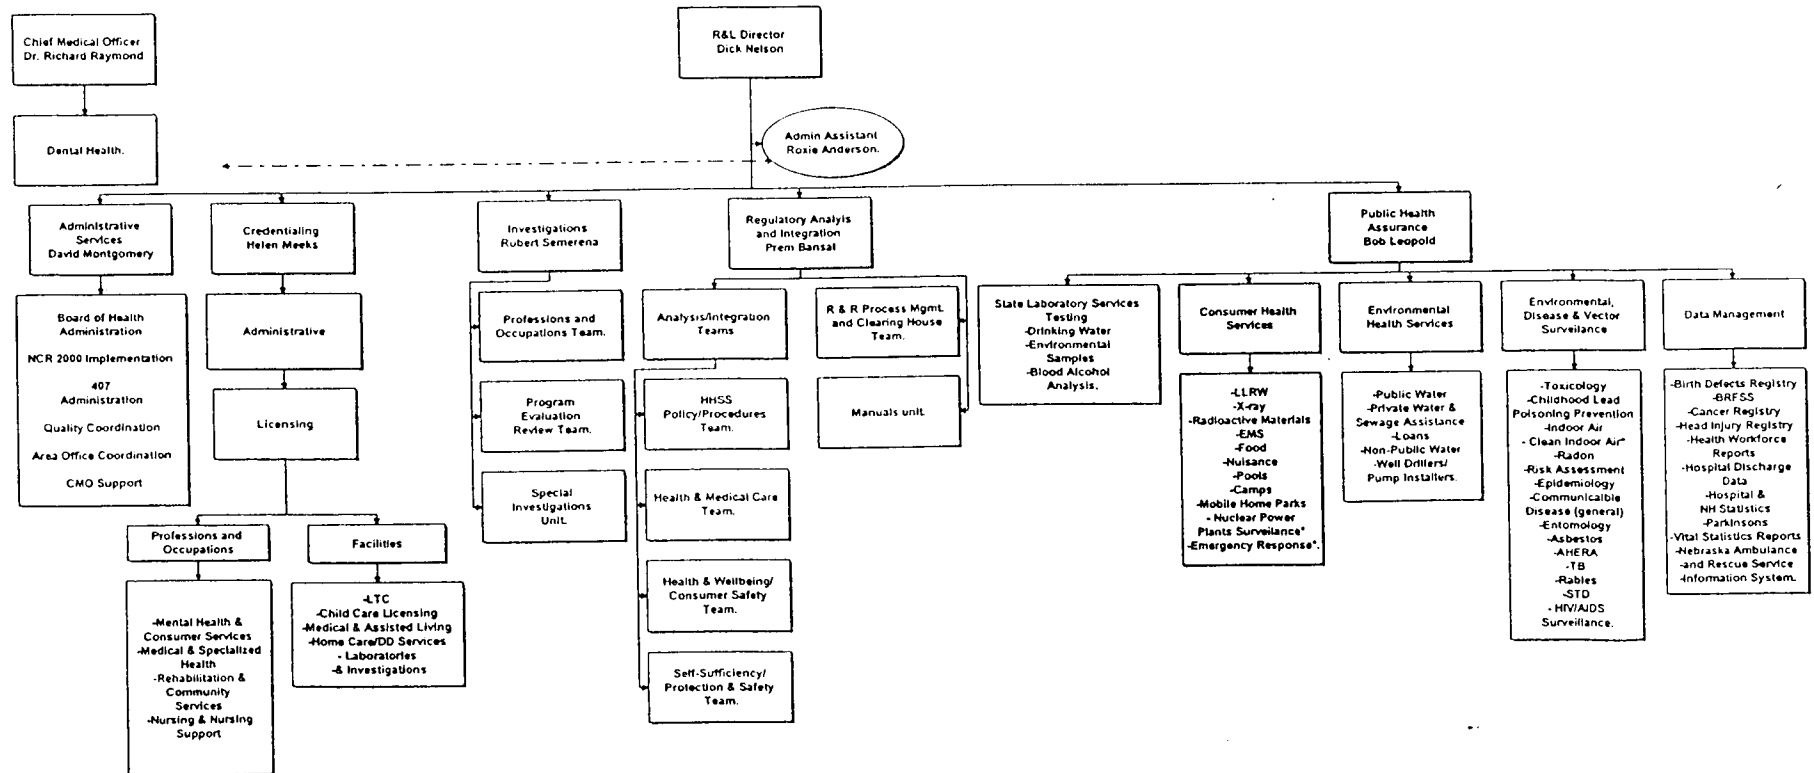 Chief Medical Officer
Dr. Richard Raymond
R&L Director
Dick Nelson
Dental Health.
Admin Assistant
Roxie Anderson.
Administrative
Services
David Montgomery
Credentialing
Helen Meeks
Investigations
Rubert Semerena
Regulatory Analyis
and Integration
Prem Bansal
Public Health
Assurance
Bob Leopold
Board of Health
Administration
NCR 2000 Implementation
407
Administration
Quality Coordination
Area Office Coordination
CMO Support
Administrative
Licensing
Professions and
Occupations
Facilities
-Mental Health &
Consumer Services
-Medical & Specialized
Health
-Rehabilitation &
Community
Services
-Nursing & Nursing
Support
-LTC
-Child Care Licensing
-Medical & Assisted Living
-Home Care/DD Services
- Laboratories
-& Investigations
Professions and
Occupations Team.
Program
Evaluation
Review Team.
Special
Investigations
Unit.
Analysis/Integration
Teams
HHSS
Policy/Procedures
Team.
Health & Medical Care
Team.
Health & Wellbeing/
Consumer Safety
Team.
Self-Sufficiency/
Protection & Safety
Team.
R & R Process Mgmt.
and Clearing House
Team.
Manuals unit.
State Laboratory Services
Testing
-Drinking Water
-Environmental
Samples
-Blood Alcohol
Analysis.
Consumer Health
Services
-LLRW
-X-ray
-Radioactive Materials
-EMS
-Food
-Nuisance
-Pools
-Camps
-Mobile Home Parks
- Nuclear Power
Plants Surveilance*
-Emergency Response*.
Environmental
Health Services
-Public Water
-Private Water &
Sewage Assistance
-Loans
-Non-Public Water
-Well Drillers/
Pump Installers.
Environmental,
Disease & Vector
Surveilance
-Toxicology
-Childhood Lead
Poisoning Prevention
-Indoor Air
- Clean Indoor Air*
-Radon
-Risk Assessment
-Epidemiology
-Communicalble
Disease (general)
-Entomology
-Asbestos
-AHERA
-TB
-Rables
-STD
- HIV/AIDS
Surveillance.
Data Management
-Birth Defects Registry
-BRFSS
-Cancer Registry
-Head Injury Registry
-Health Workforce
Reports
-Hospital Discharge
Data
-Hospital &
NH Statistics
-Parkinsons
-Vital Statistics Reports
-Nebraska Ambulance
-and Rescue Service
-Information System.